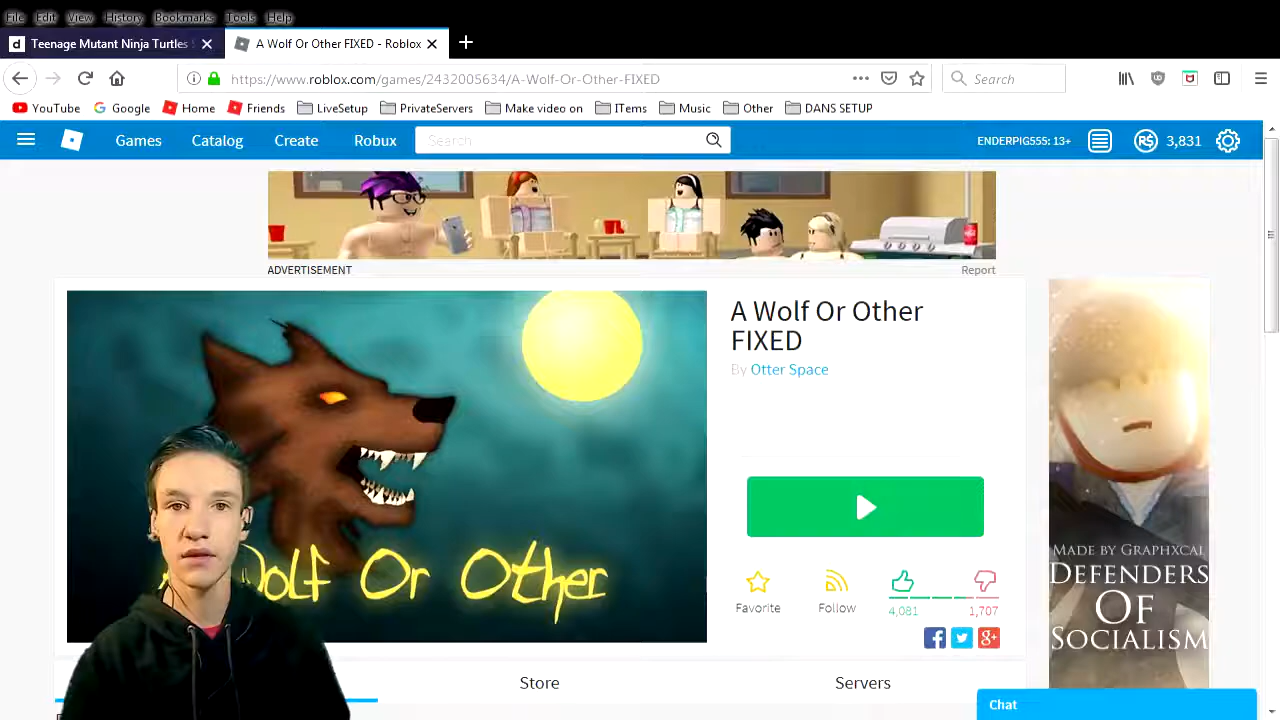 File Edit View History Bookmarks Tools Help
Teenage Mutant Ninja Turtles
A Wolf Or Other FIXED - Roblox
https://www.roblox.com/games/2432005634/A-Wolf-Or-Other-FIXED
Search
YouTube Google Home Friends LiveSetup PrivateServers Make video on ITems Music Other DANS SETUP
Games Catalog Create Robux Search ENDERPIG555: 13+ R$ 3,831
ADVERTISEMENT Report
A Wolf Or Other
FIXED
By Otter Space
Wolf Or Other
Favorite Follow 4,081 1,707
Store Servers
MADE BY GRAPHXCAL
DEFENDERS
OF
SOCIALISM
Chat